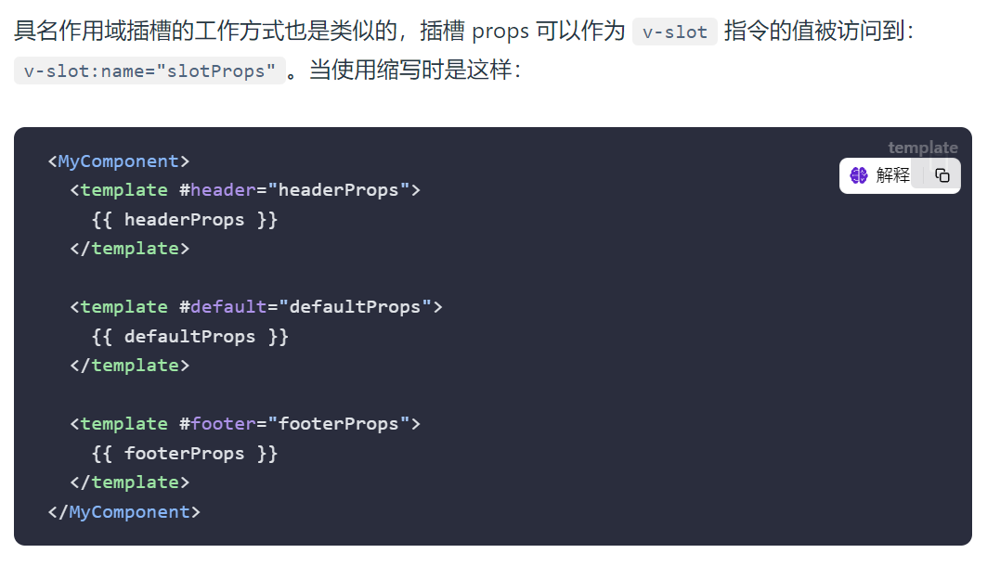 具名作用域插槽的工作方式也是类似的，插槽 props 可以作为 v-slot 指令的值被访问到：
v-slot:name="slotProps" 。当使用缩写时是这样：
template
解释
<MyComponent>
  <template #header="headerProps">
    {{ headerProps }}
  </template>

  <template #default="defaultProps">
    {{ defaultProps }}
  </template>

  <template #footer="footerProps">
    {{ footerProps }}
  </template>
</MyComponent>